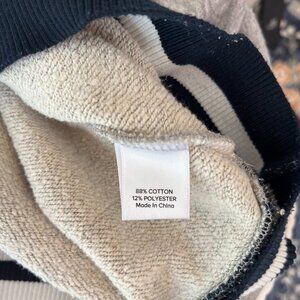 88% COTTON
12% POLYESTER
Made In China